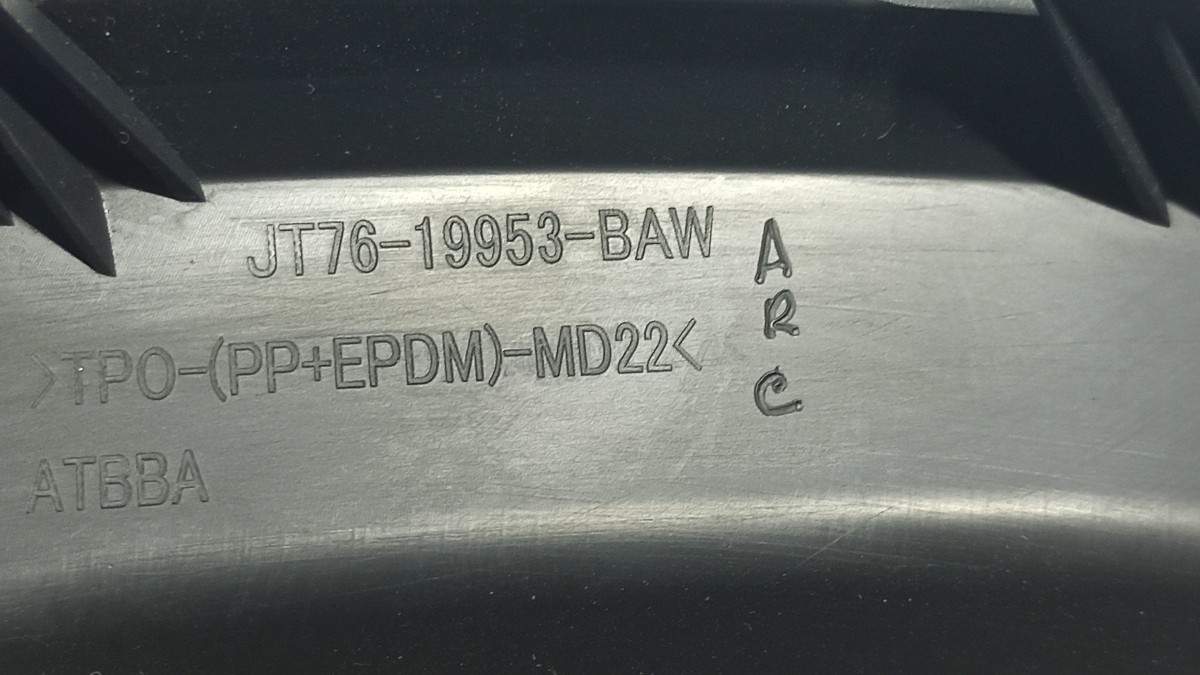 JT76-19953-BAW
>TPO-(PP+EPDM)-MD22<
ATBBA
A
R
C